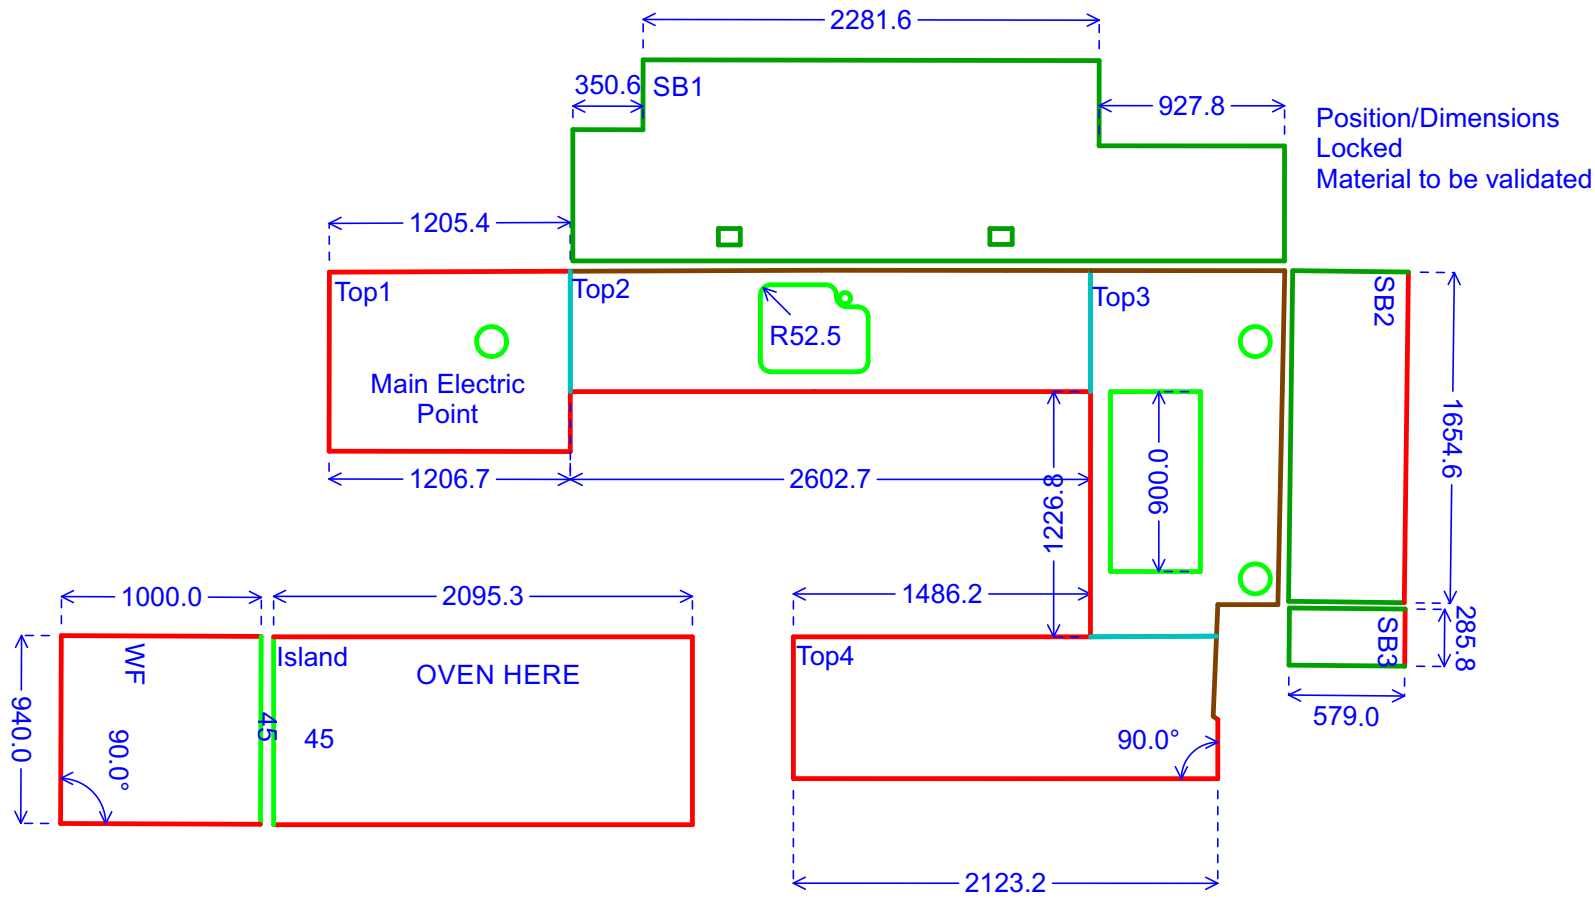 2281.6
350.6
SB1
927.8
Position/Dimensions
Locked
Material to be validated
1205.4
Top1
Top2
Top3
SB2
R52.5
Main Electric
Point
1654.6
1206.7
2602.7
1226.8
900.0
1000.0
2095.3
1486.2
285.8
WF
Island
OVEN HERE
Top4
SB3
940.0
45
45
90.0°
90.0°
579.0
2123.2